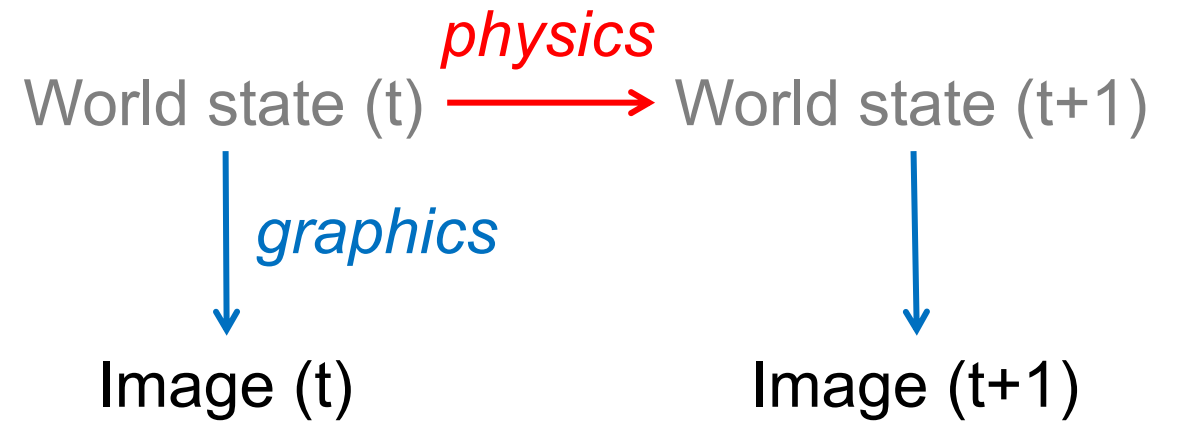 physics
World state (t)
World state (t+1)
graphics
Image (t)
Image (t+1)